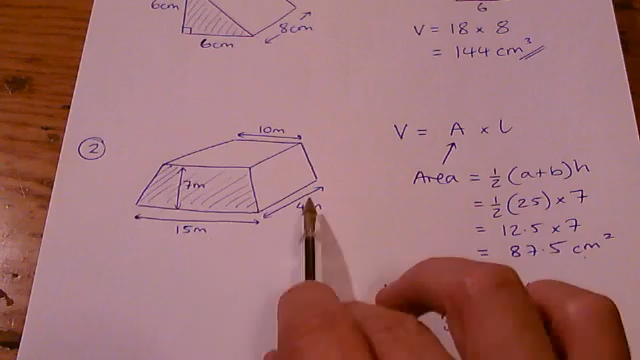 6cm
8cm
6cm
6
V = 18 × 8
= 144 cm³
2
10m
7m
15m
V = A × L
Area = ½ (a+b) h
= ½ (25) × 7
= 12.5 × 7
= 87.5 cm²